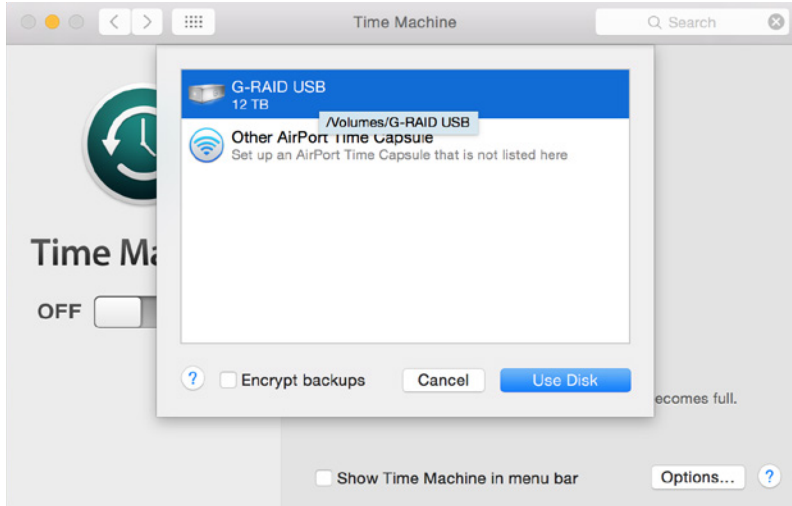 Time Machine
Search
G-RAID USB
12 TB
/Volumes/G-RAID USB
Other AirPort Time Capsule
Set up an AirPort Time Capsule that is not listed here
Time Ma
OFF
? Encrypt backups Cancel Use Disk
ecomes full.
Show Time Machine in menu bar Options... ?